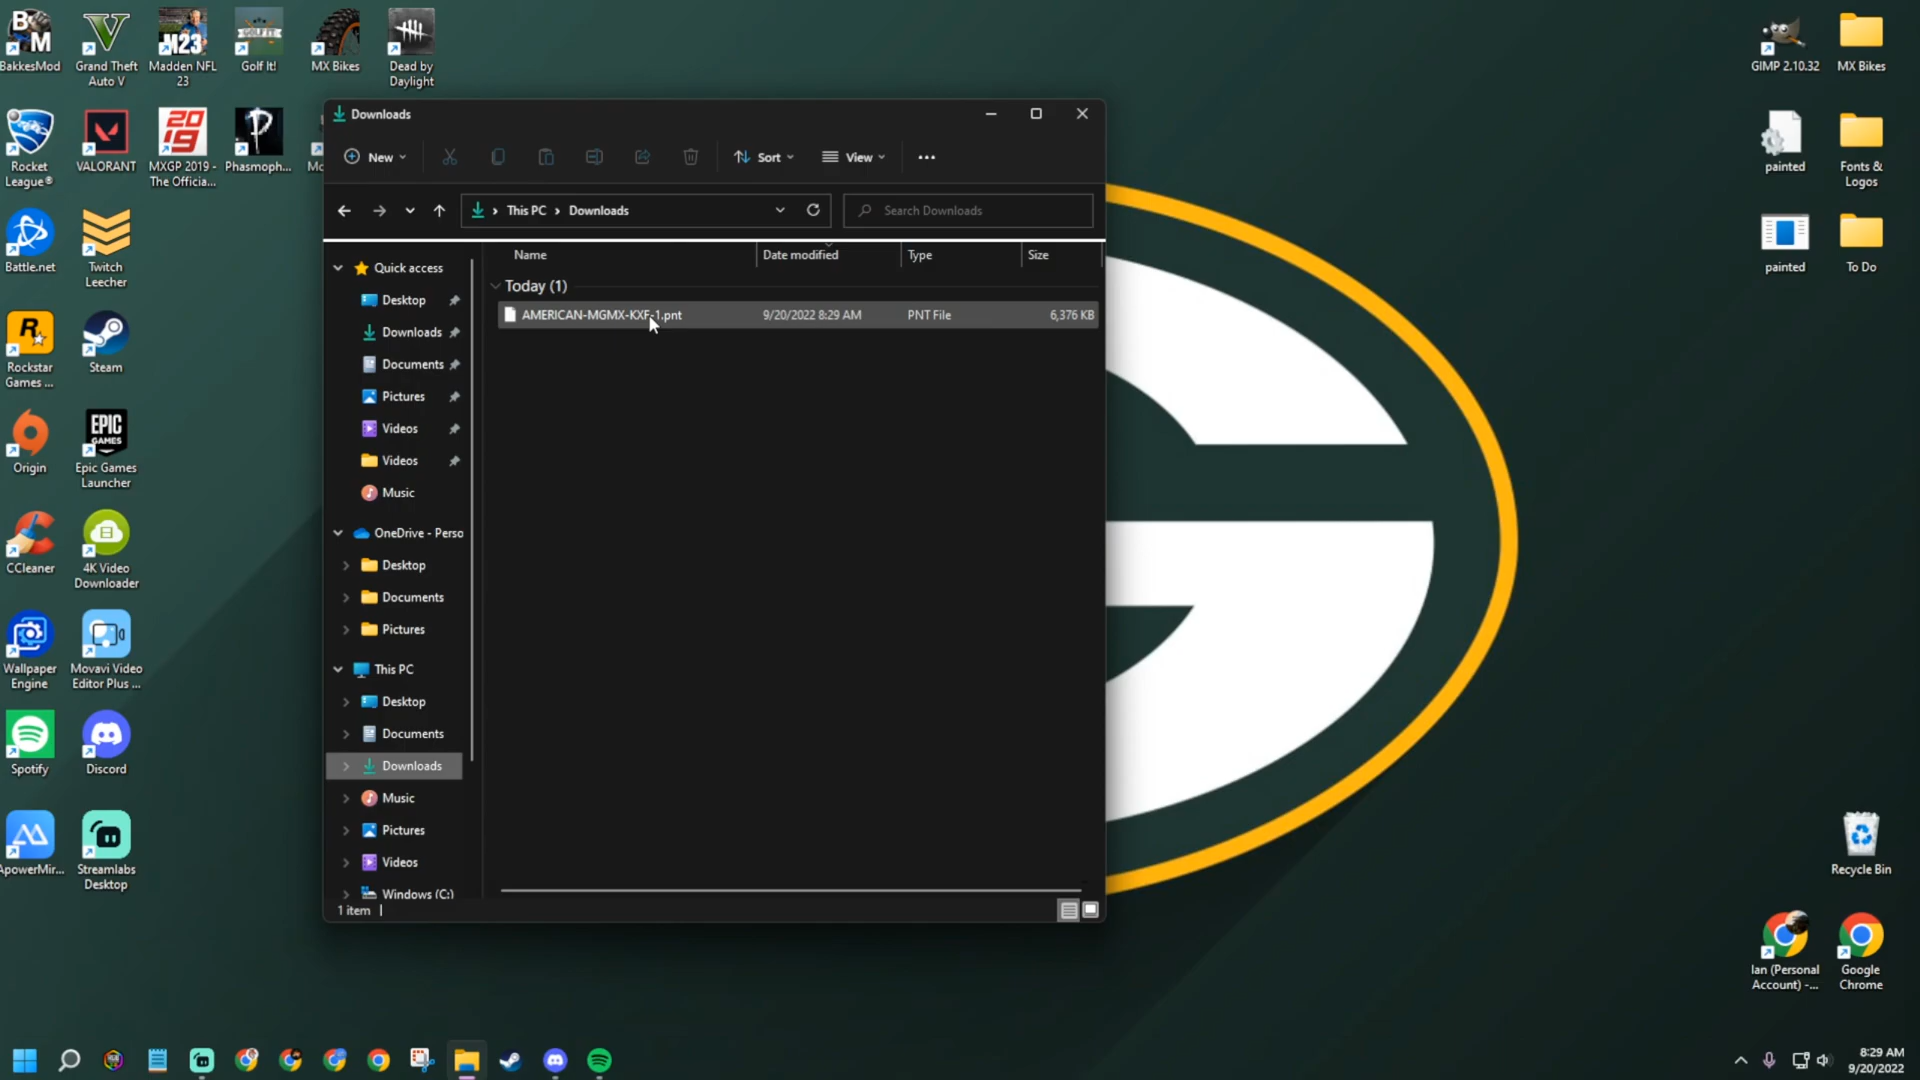 BakkesMod
Grand Theft
Auto V
Madden NFL
23
Golf It!
MX Bikes
Dead by
Daylight
GIMP 2.10.32
MX Bikes
Downloads
New
Sort
View
Rocket
League®
VALORANT
MXGP 2019 -
The Officia...
Phasmoph...
painted
Fonts &
Logos
This PC
Downloads
Search Downloads
Battle.net
Twitch
Leecher
painted
To Do
Name
Date modified
Type
Size
Quick access
Today (1)
AMERICAN-MGMX-KXF-1.pnt
9/20/2022 8:29 AM
PNT File
6,376 KB
Desktop
Downloads
Documents
Pictures
Videos
Videos
Music
OneDrive - Perso
Desktop
Documents
Pictures
This PC
Desktop
Documents
Downloads
Music
Pictures
Videos
Windows (C:)
1 item
Rockstar
Games ...
Steam
Origin
Epic Games
Launcher
CCleaner
4K Video
Downloader
Wallpaper
Engine
Movavi Video
Editor Plus ...
Spotify
Discord
ApowerMir...
Streamlabs
Desktop
Recycle Bin
Ian (Personal
Account) -...
Google
Chrome
8:29 AM
9/20/2022